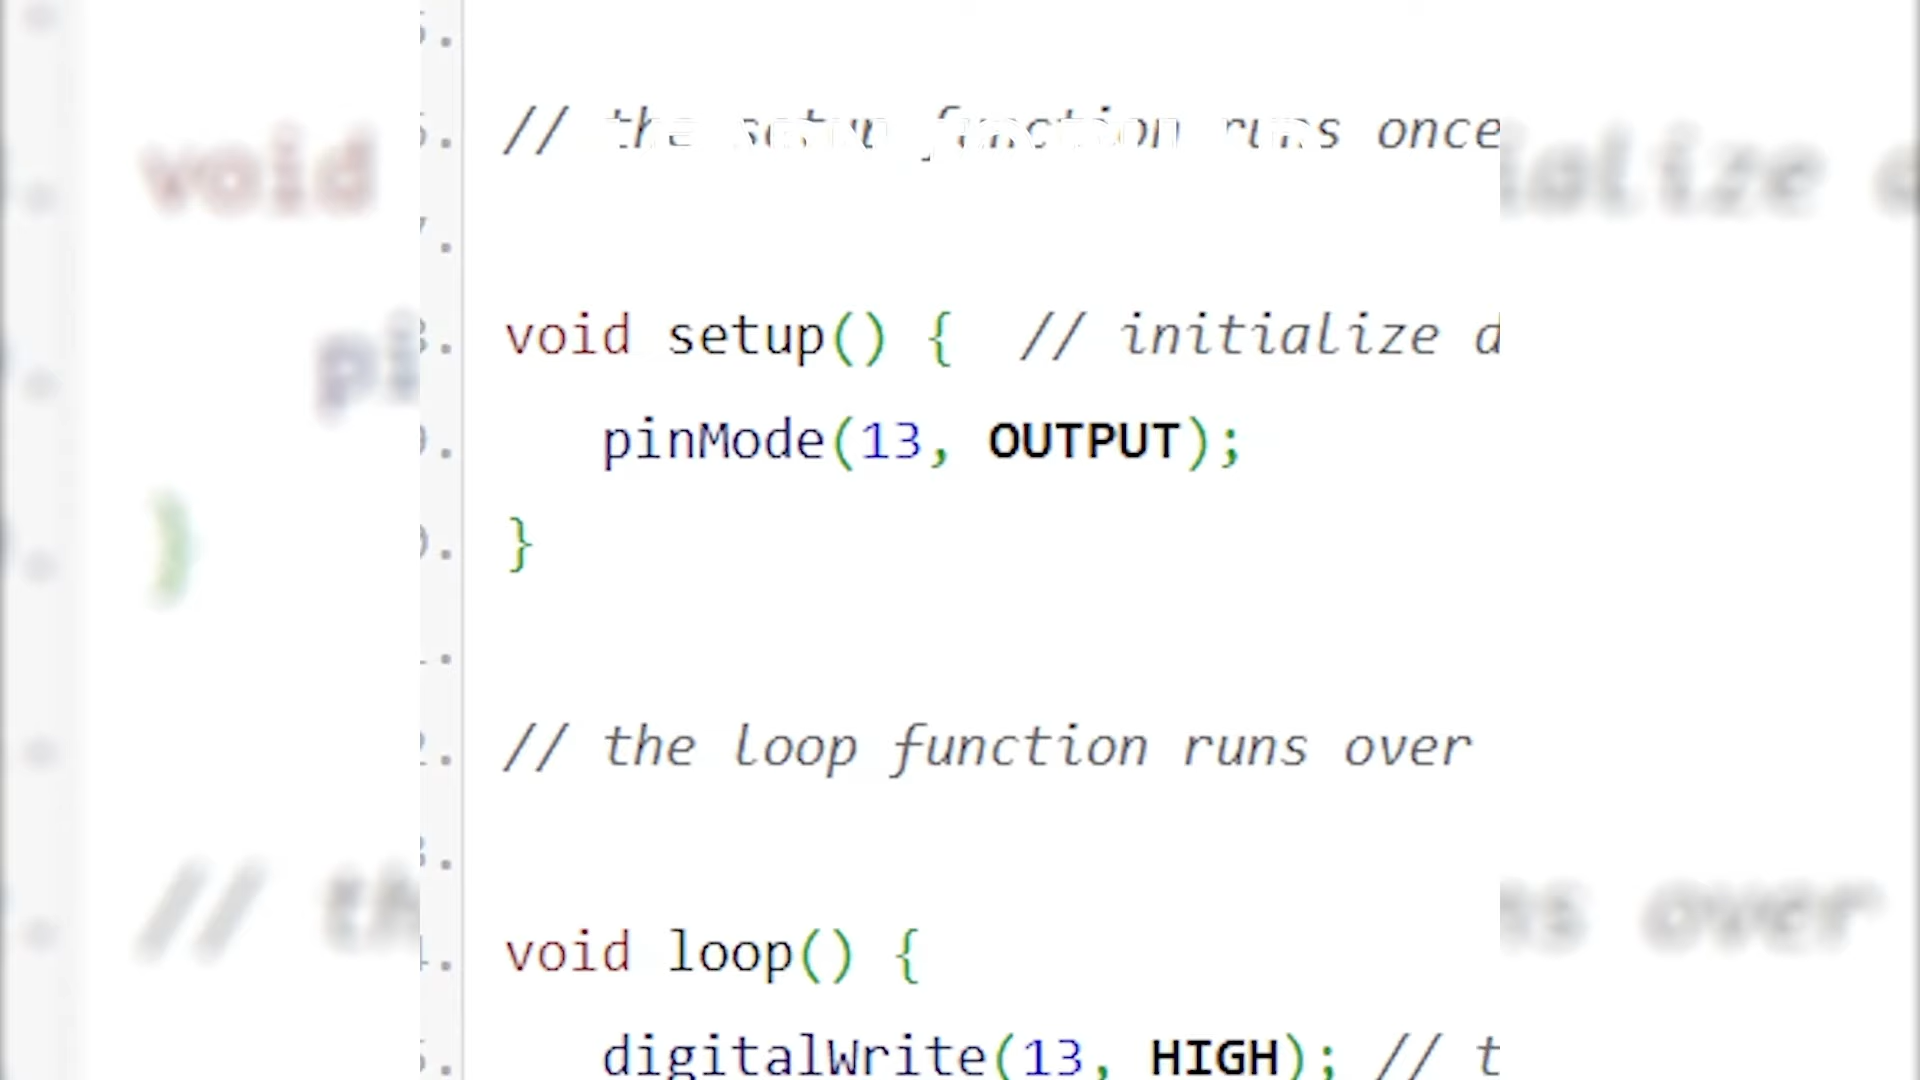 // the setup function runs once
void setup() { // initialize d
pinMode(13, OUTPUT);
}
// the loop function runs over
void loop() {
digitalWrite(13, HIGH); // t